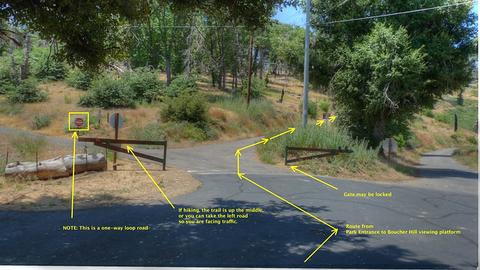 If hiking, the trail is up the middle,
or you can take the left road
so you are facing traffic.
NOTE: This is a one-way loop road
Gate may be locked
Route from
Park Entrance to Boucher Hill viewing platform